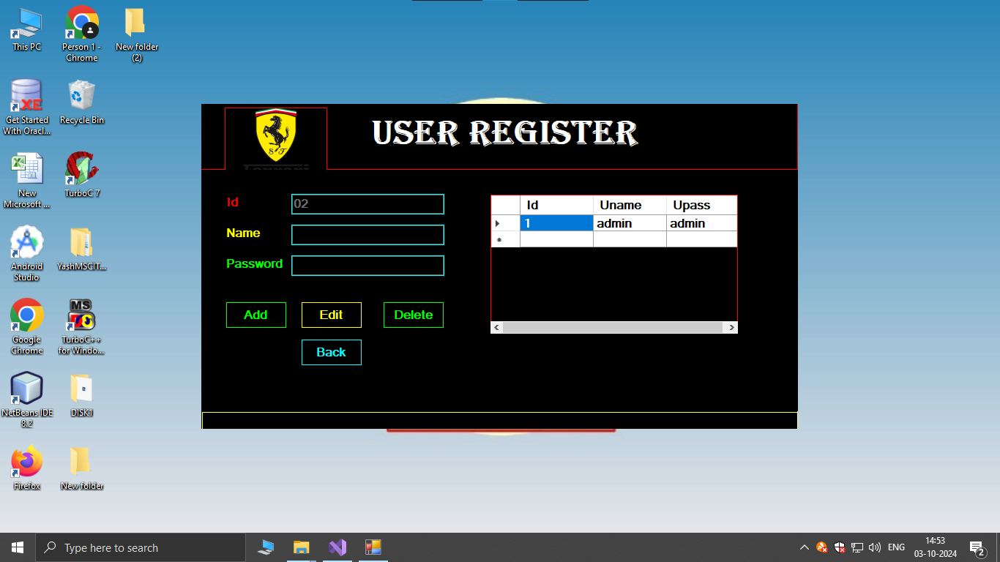 This PC
Person 1 -
Chrome
New folder
(2)
Get Started
With Oracl...
Recycle Bin
New
Microsoft ...
TurboC 7
Android
Studio
YashMSCIT...
Google
Chrome
TurboC++
for Windo...
NetBeans IDE
8.2
DISK1
Firefox
New folder
XE
MS
S F
USER REGISTER
Id
02
Name
Password
Add
Edit
Delete
Back
Id Uname Upass
1 admin admin
Type here to search
ENG
14:53
03-10-2024
2